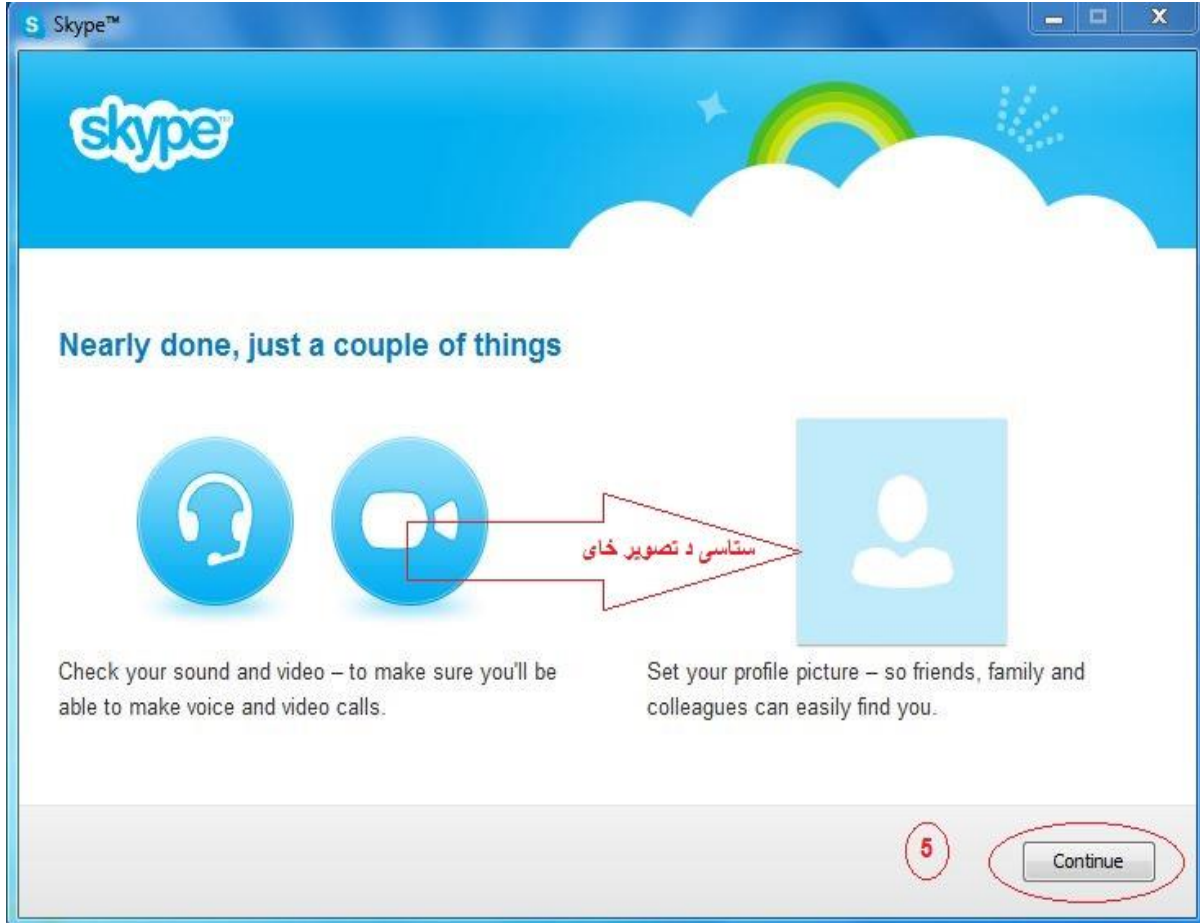 Skype™
skype™
Nearly done, just a couple of things
ستاسی د تصویر خای
Check your sound and video – to make sure you'll be
able to make voice and video calls.
Set your profile picture – so friends, family and
colleagues can easily find you.
5
Continue